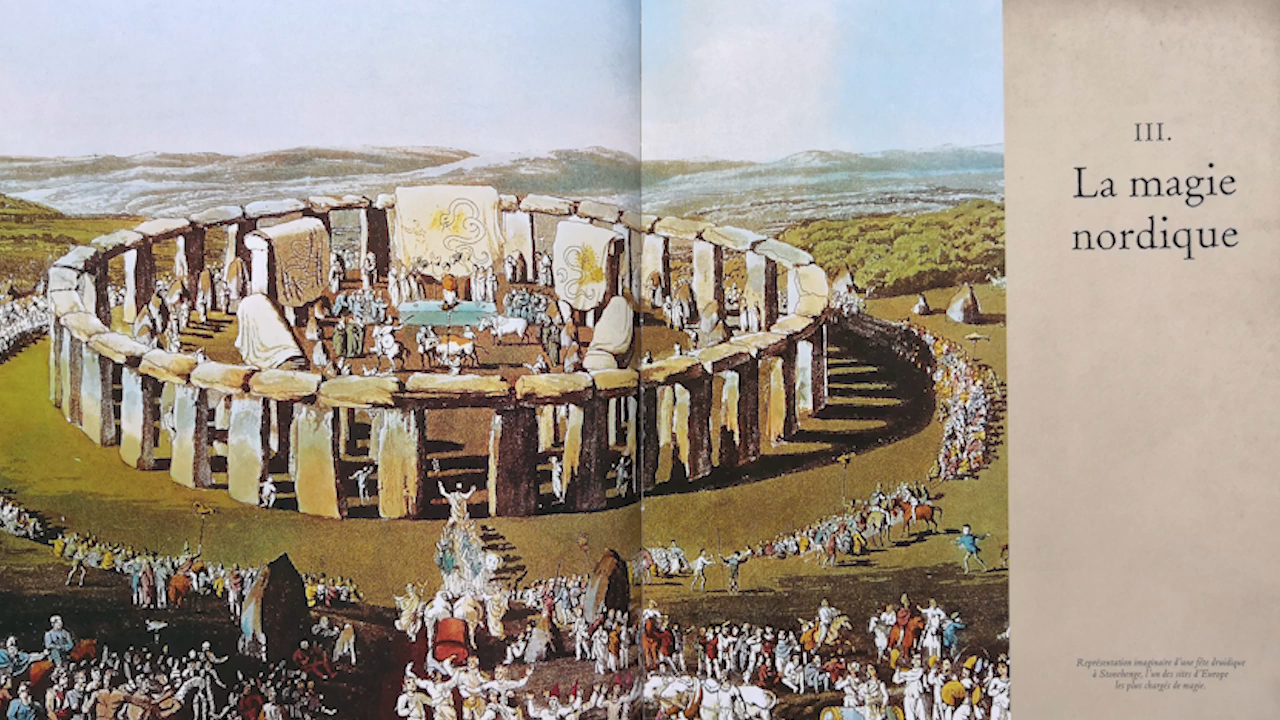 III.
La magie
nordique
Représentation imaginaire d'une fête druidique
à Stonehenge, l'un des sites d'Europe
les plus chargés de magie.